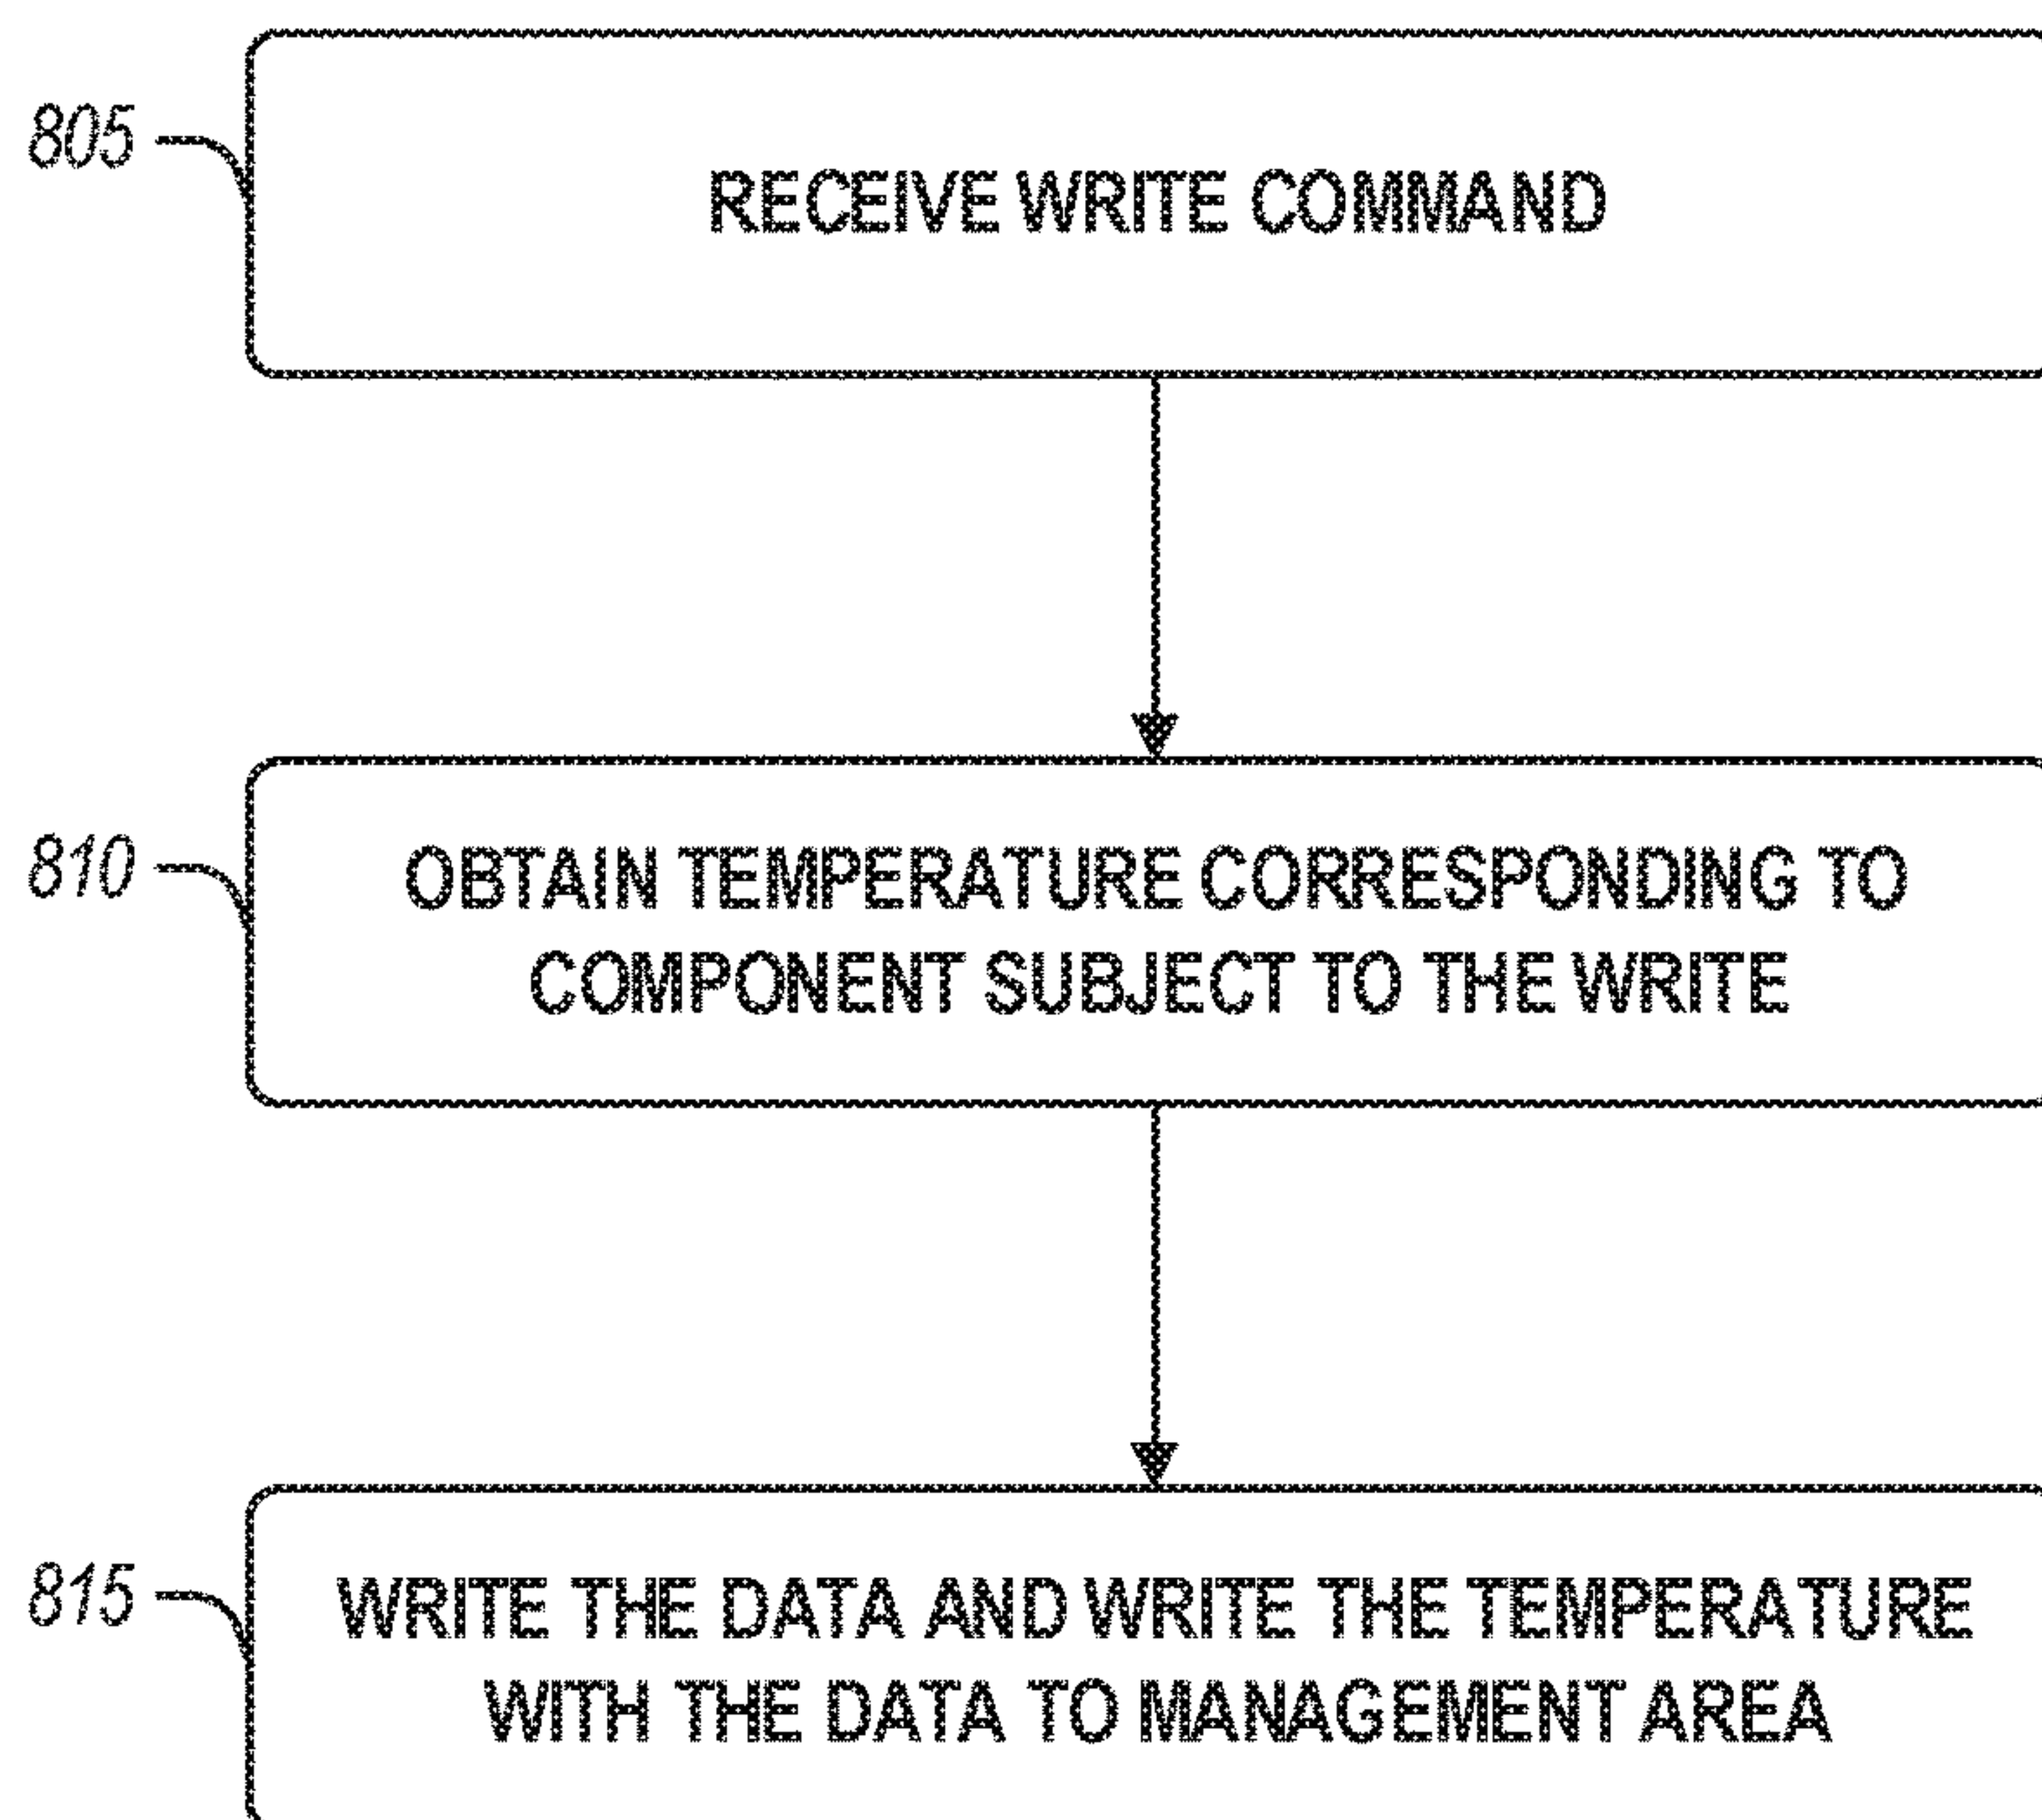 805
RECEIVE WRITE COMMAND
810
OBTAIN TEMPERATURE CORRESPONDING TO
COMPONENT SUBJECT TO THE WRITE
815
WRITE THE DATA AND WRITE THE TEMPERATURE
WITH THE DATA TO MANAGEMENT AREA